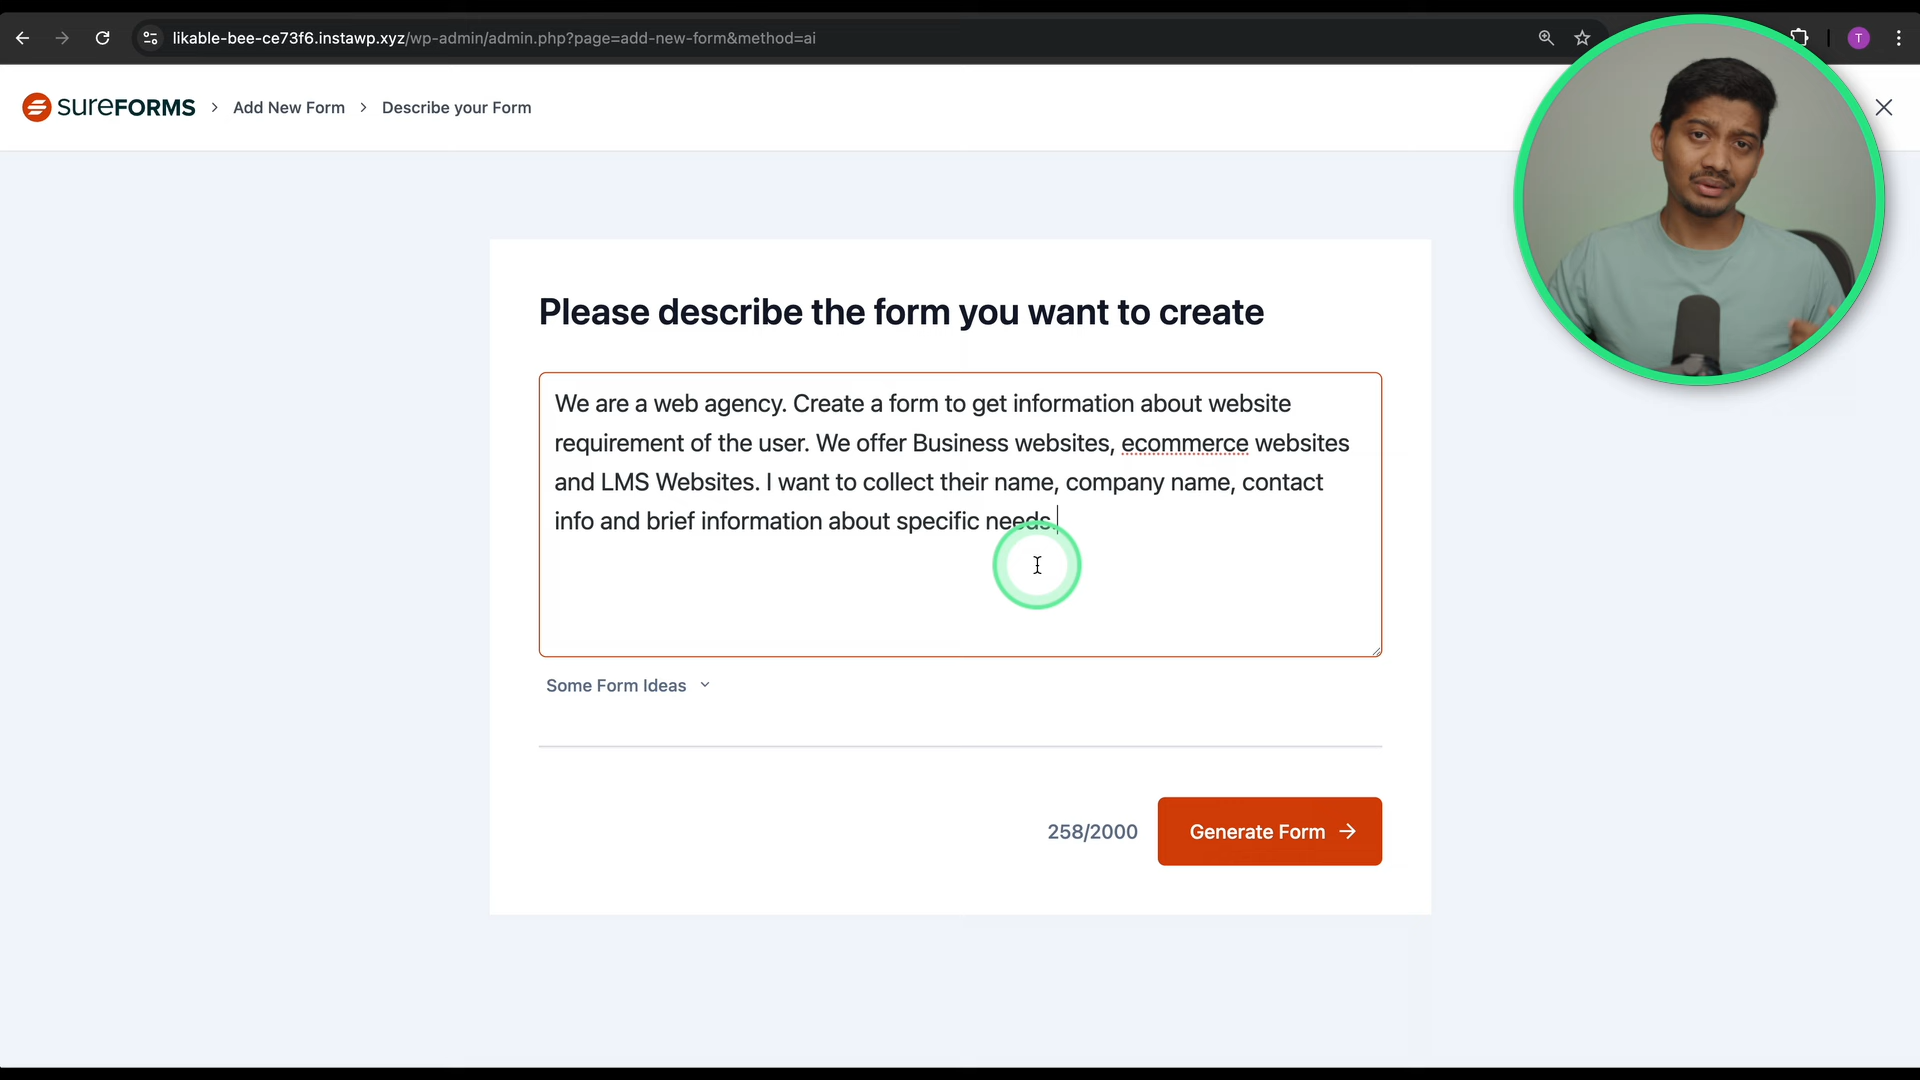 likable-bee-ce73f6.instawp.xyz/wp-admin/admin.php?page=add-new-form&method=ai
T
sureFORMS > Add New Form > Describe your Form
Please describe the form you want to create
We are a web agency. Create a form to get information about website
requirement of the user. We offer Business websites, ecommerce websites
and LMS Websites. I want to collect their name, company name, contact
info and brief information about specific needs.
Some Form Ideas
258/2000
Generate Form →